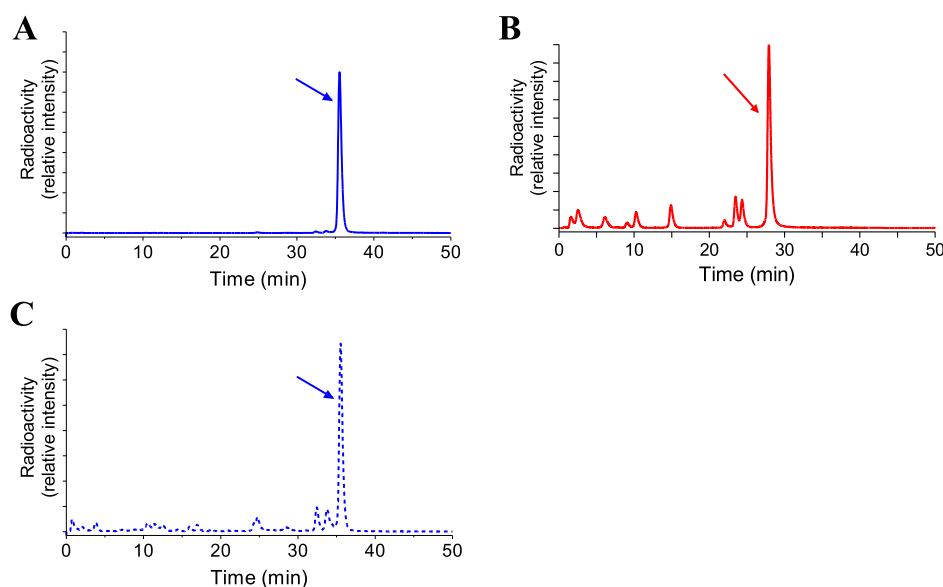 A
Radioactivity
(relative intensity)
0 10 20 30 40 50
Time (min)
B
Radioactivity
(relative intensity)
0 10 20 30 40 50
Time (min)
C
Radioactivity
(relative intensity)
0 10 20 30 40 50
Time (min)